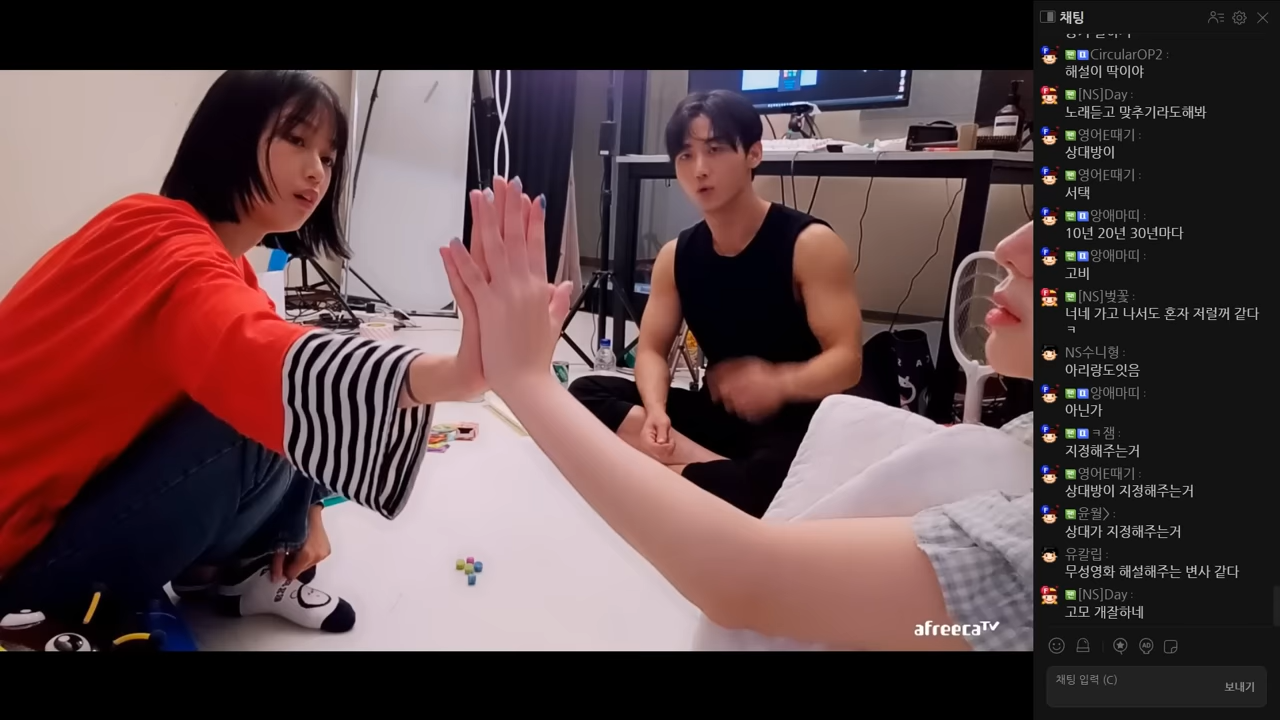 채팅
CircularOP2 :
해설이 딱이야
[NS]Day :
노래듣고 맞추기라도해봐
영어E때기 :
상대방이
영어E때기 :
서택
앙애마띠 :
10년 20년 30년마다
앙애마띠 :
고비
[NS]벚꽃 :
너네 가고 나서도 혼자 저럴꺼 같다
ㅋ
NS수니형 :
아리랑도잇음
앙애마띠 :
아닌가
ㅋ잼 :
지정해주는거
영어E때기 :
상대방이 지정해주는거
윤월》 :
상대가 지정해주는거
유칼립 :
무성영화 해설해주는 변사 같다
[NS]Day :
고모 개잘하네
afreecaTV
채팅 입력 (C)
보내기